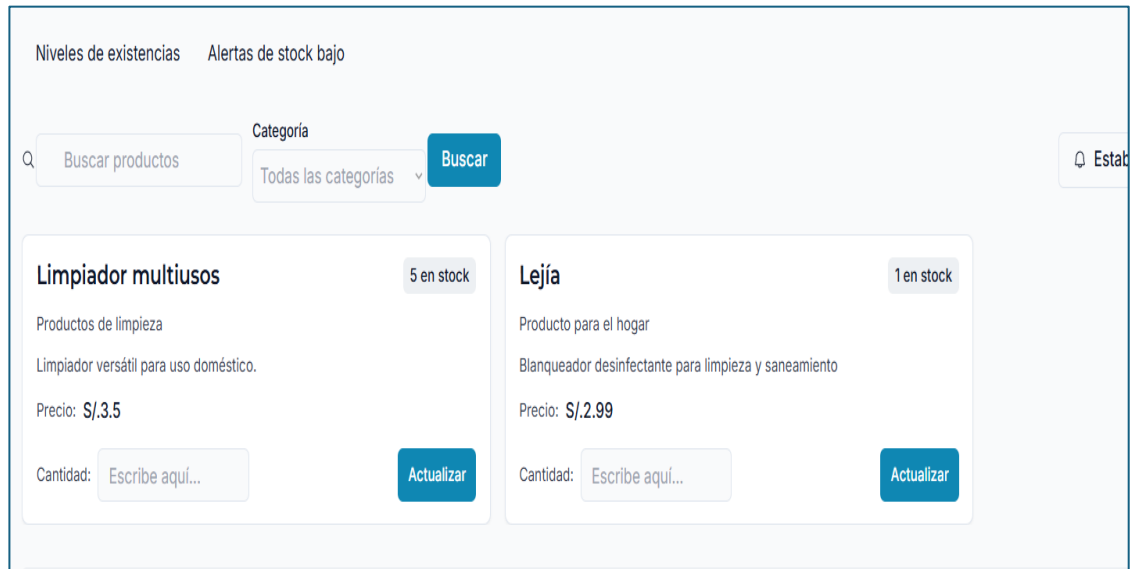 Niveles de existencias Alertas de stock bajo
Categoría
Buscar productos
Todas las categorías
Buscar
Estab
Limpiador multiusos
5 en stock
Productos de limpieza
Limpiador versátil para uso doméstico.
Precio: S/.3.5
Cantidad: Escribe aquí...
Actualizar
Lejía
1 en stock
Producto para el hogar
Blanqueador desinfectante para limpieza y saneamiento
Precio: S/.2.99
Cantidad: Escribe aquí...
Actualizar